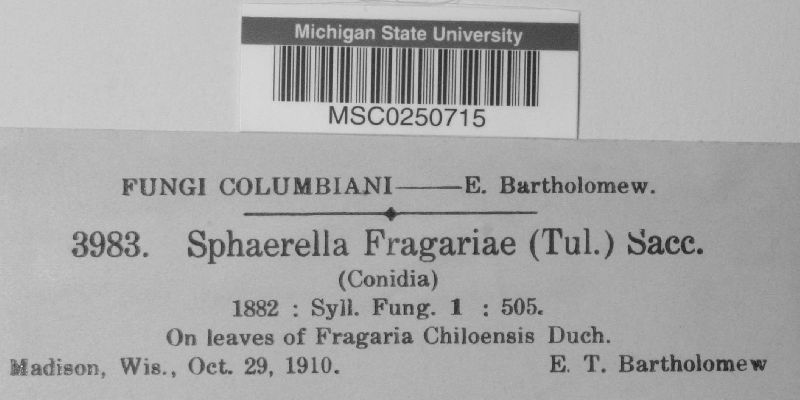 Michigan State University
MSC0250715
FUNGI COLUMBIANI——E. Bartholomew.
3983. Sphaerella Fragariae (Tul.) Sacc.
(Conidia)
1882 : Syll. Fung. 1 : 505.
On leaves of Fragaria Chiloensis Duch.
Madison, Wis., Oct. 29, 1910. E. T. Bartholomew